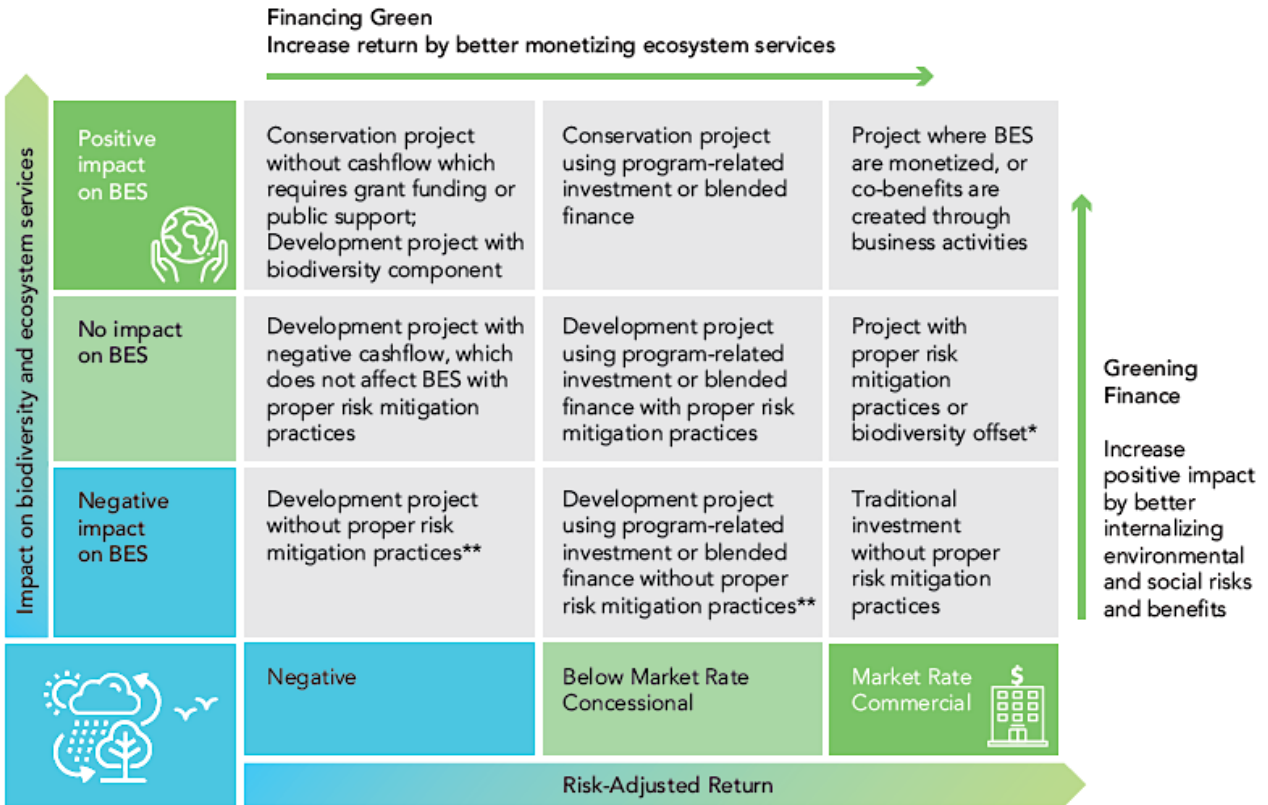 Financing Green
Increase return by better monetizing ecosystem services
Impact on biodiversity and ecosystem services
Positive
impact
on BES
Conservation project
without cashflow which
requires grant funding or
public support;
Development project with
biodiversity component
Conservation project
using program-related
investment or blended
finance
Project where BES
are monetized, or
co-benefits are
created through
business activities
No impact
on BES
Development project with
negative cashflow, which
does not affect BES with
proper risk mitigation
practices
Development project
using program-related
investment or blended
finance with proper risk
mitigation practices
Project with
proper risk
mitigation
practices or
biodiversity offset*
Negative
impact
on BES
Development project
without proper risk
mitigation practices**
Development project
using program-related
investment or blended
finance without proper
risk mitigation practices**
Traditional
investment
without proper
risk mitigation
practices
Greening
Finance
Increase
positive impact
by better
internalizing
environmental
and social risks
and benefits
Negative
Below Market Rate
Concessional
Market Rate
Commercial
$
Risk-Adjusted Return